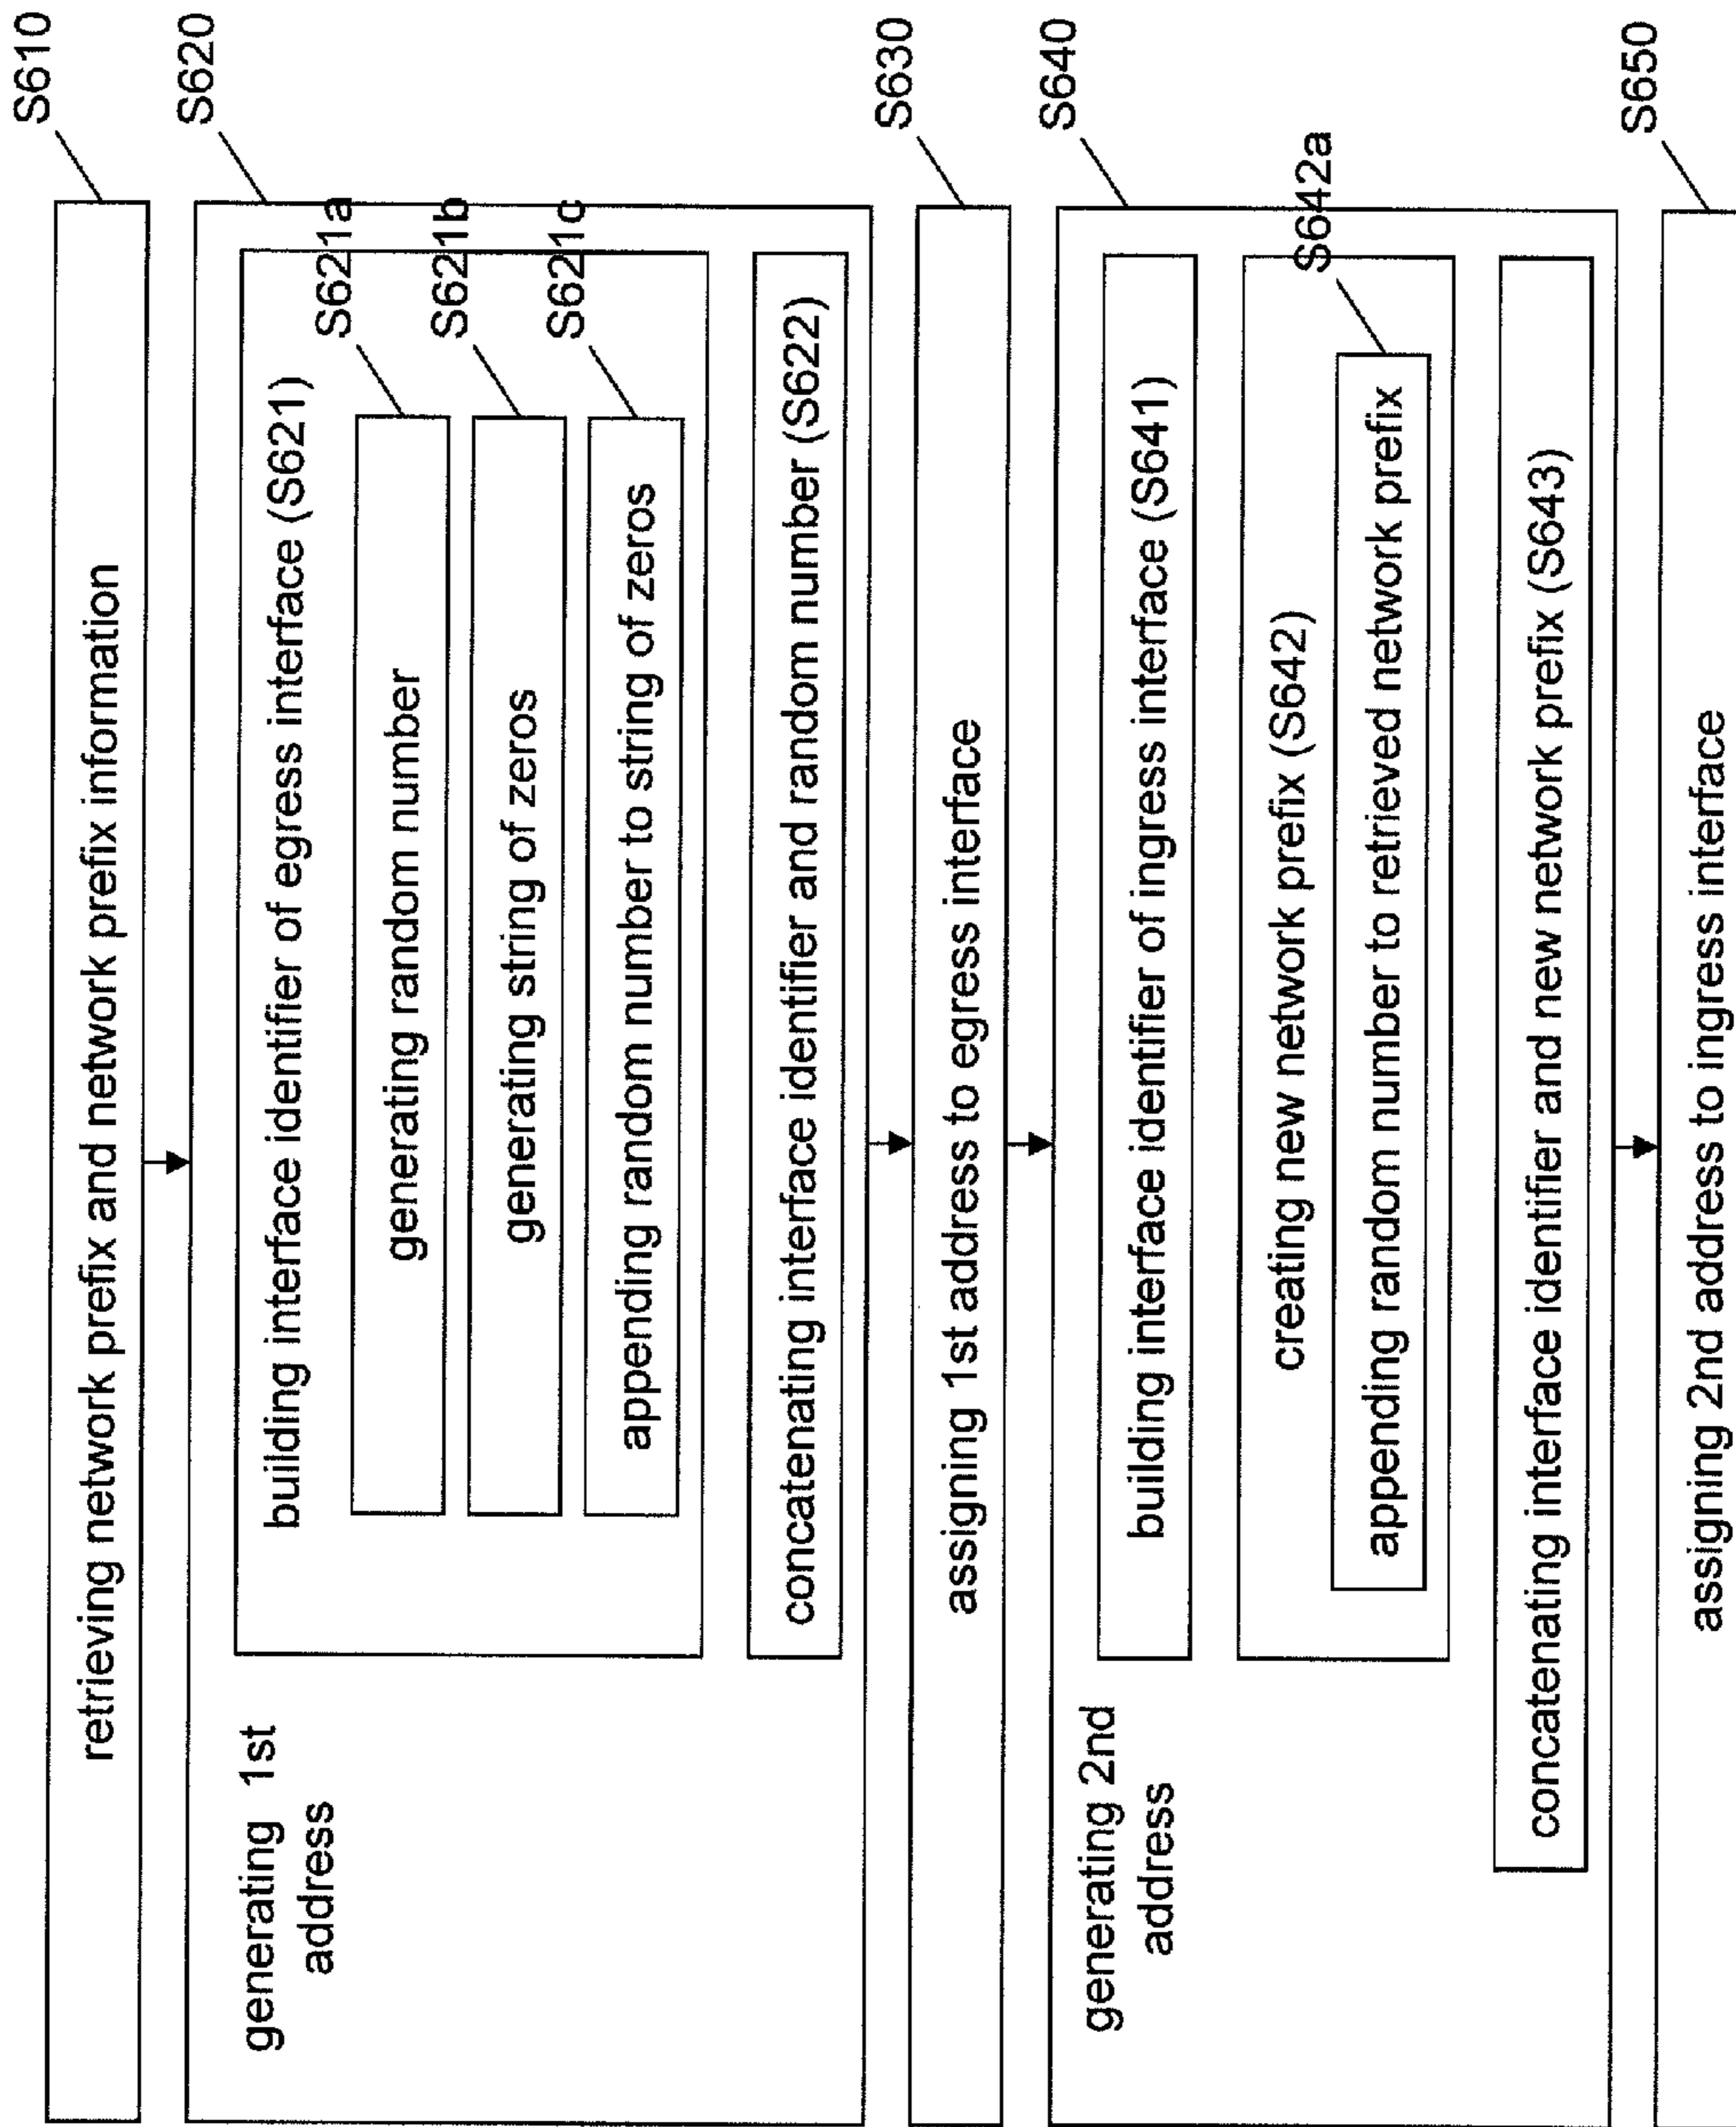 retrieving network prefix and network prefix information
S610
S620
generating 1st
address
building interface identifier of egress interface (S621)
S621a
generating random number
S621b
generating string of zeros
S621c
appending random number to string of zeros
concatenating interface identifier and random number (S622)
S630
assigning 1st address to egress interface
S640
generating 2nd
address
building interface identifier of ingress interface (S641)
creating new network prefix (S642)
S642a
appending random number to retrieved network prefix
concatenating interface identifier and new network prefix (S643)
S650
assigning 2nd address to ingress interface